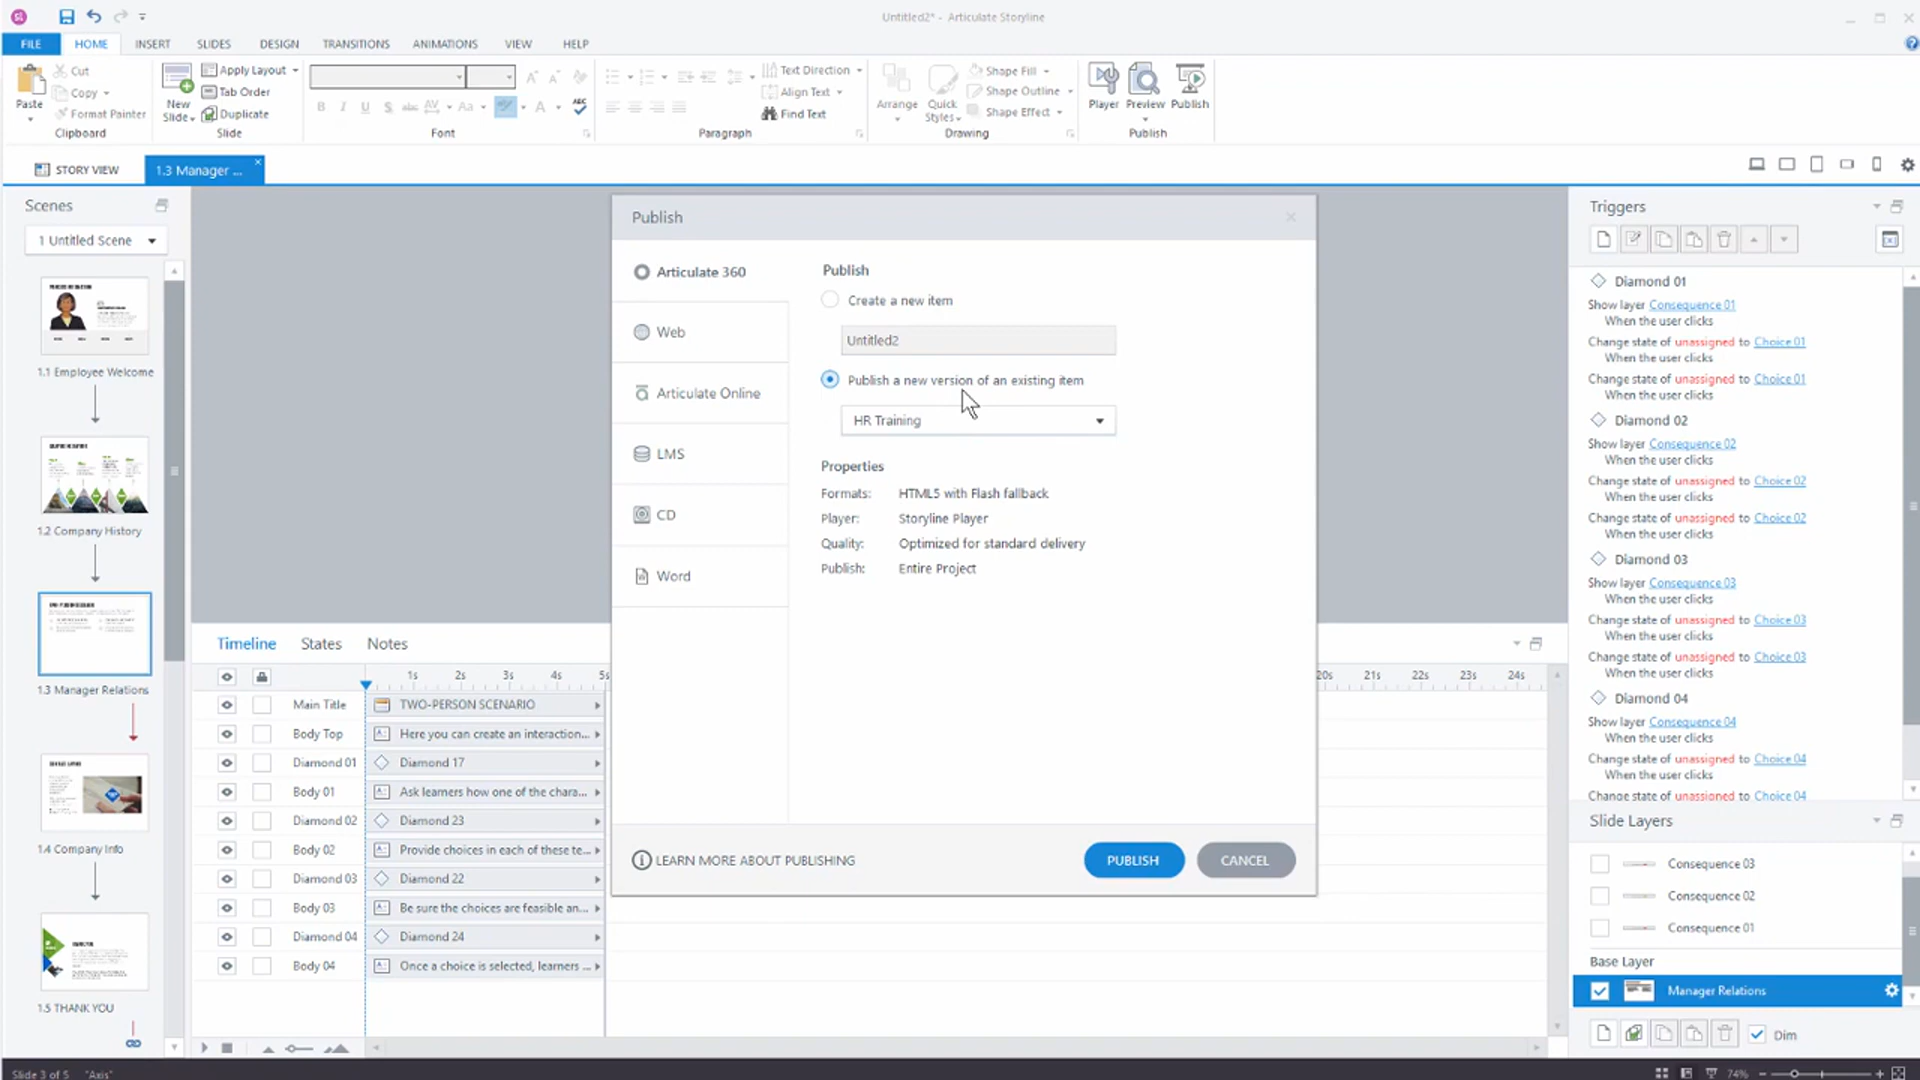 Untitled2* - Articulate Storyline
FILE HOME INSERT SLIDES DESIGN TRANSITIONS ANIMATIONS VIEW HELP
Paste
Cut
Copy
Format Painter
Clipboard
New Slide
Apply Layout
Tab Order
Duplicate
Slide
B I U S abc AV Aa A ABC
Font
Text Direction
Align Text
Find Text
Paragraph
Arrange
Quick Styles
Shape Fill
Shape Outline
Shape Effect
Drawing
Player
Preview
Publish
Publish
STORY VIEW
1.3 Manager ...
Scenes
1 Untitled Scene
1.1 Employee Welcome
1.2 Company History
1.3 Manager Relations
1.4 Company Info
1.5 THANK YOU
Publish
Articulate 360
Web
Articulate Online
LMS
CD
Word
Publish
Create a new item
Untitled2
Publish a new version of an existing item
HR Training
Properties
Formats: HTML5 with Flash fallback
Player: Storyline Player
Quality: Optimized for standard delivery
Publish: Entire Project
LEARN MORE ABOUT PUBLISHING
PUBLISH
CANCEL
Timeline States Notes
1s 2s 3s 4s 5s 20s 21s 22s 23s 24s
Main Title TWO-PERSON SCENARIO
Body Top Here you can create an interaction...
Diamond 01 Diamond 17
Body 01 Ask learners how one of the chara...
Diamond 02 Diamond 23
Body 02 Provide choices in each of these te...
Diamond 03 Diamond 22
Body 03 Be sure the choices are feasible an...
Diamond 04 Diamond 24
Body 04 Once a choice is selected, learners ...
Triggers
Diamond 01
Show layer Consequence 01
When the user clicks
Change state of unassigned to Choice 01
When the user clicks
Change state of unassigned to Choice 01
When the user clicks
Diamond 02
Show layer Consequence 02
When the user clicks
Change state of unassigned to Choice 02
When the user clicks
Change state of unassigned to Choice 02
When the user clicks
Diamond 03
Show layer Consequence 03
When the user clicks
Change state of unassigned to Choice 03
When the user clicks
Change state of unassigned to Choice 03
When the user clicks
Diamond 04
Show layer Consequence 04
When the user clicks
Change state of unassigned to Choice 04
When the user clicks
Change state of unassigned to Choice 04
Slide Layers
Consequence 03
Consequence 02
Consequence 01
Base Layer
Manager Relations
Dim
Slide 3 of 5 "Axis"
74%